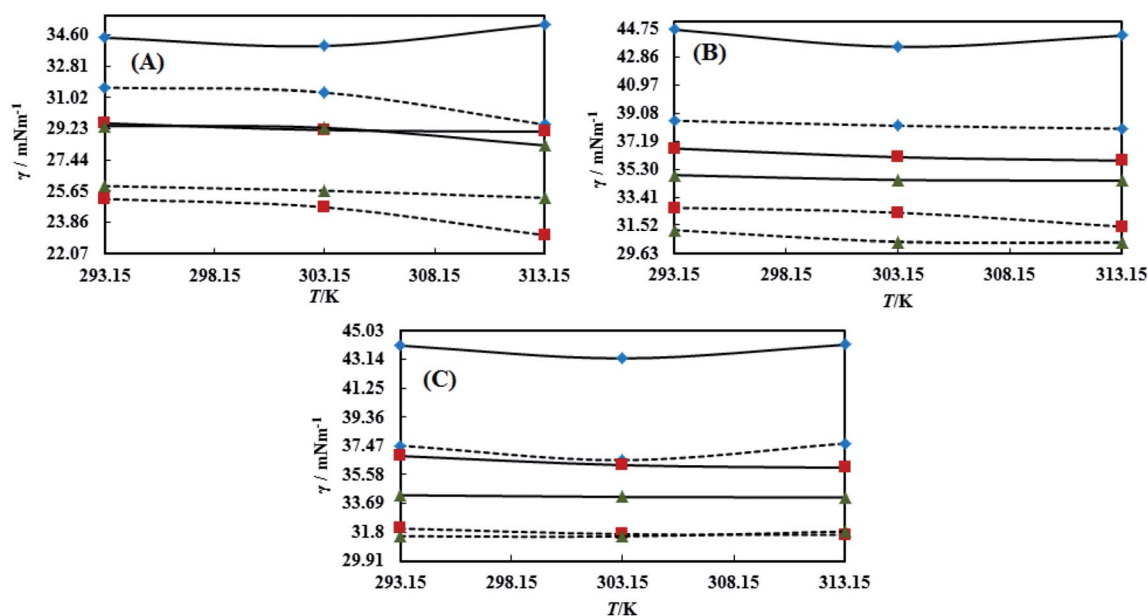 (A)
γ / mNm-1
34.60
32.81
31.02
29.23
27.44
25.65
23.86
22.07
293.15 298.15 303.15 308.15 313.15
T/K
(B)
γ / mNm-1
44.75
42.86
40.97
39.08
37.19
35.30
33.41
31.52
29.63
293.15 298.15 303.15 308.15 313.15
T/K
(C)
γ / mNm-1
45.03
43.14
41.25
39.36
37.47
35.58
33.69
31.8
29.91
293.15 298.15 303.15 308.15 313.15
T/K